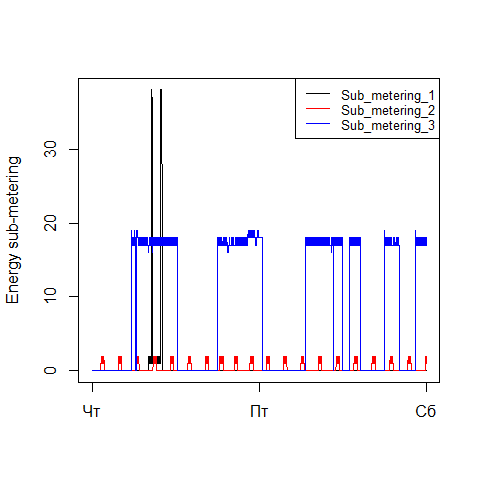 Sub_metering_1
Sub_metering_2
Sub_metering_3
Energy sub-metering
30
20
10
0
Чт Пт Сб